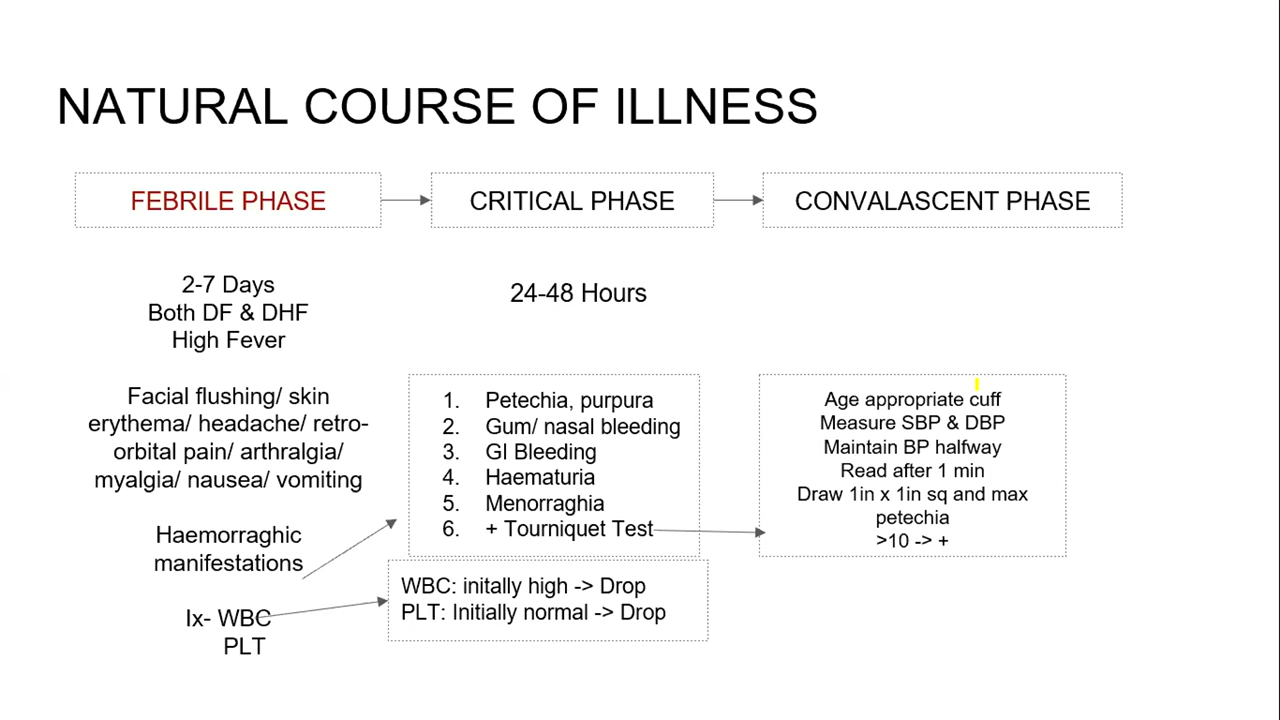 NATURAL COURSE OF ILLNESS
FEBRILE PHASE
CRITICAL PHASE
CONVALASCENT PHASE
2-7 Days
Both DF & DHF
High Fever
24-48 Hours
Facial flushing/ skin
erythema/ headache/ retro-
orbital pain/ arthralgia/
myalgia/ nausea/ vomiting
Haemorraghic
manifestations
Ix- WBC
PLT
1. Petechia, purpura
2. Gum/ nasal bleeding
3. GI Bleeding
4. Haematuria
5. Menorraghia
6. + Tourniquet Test
WBC: initally high -> Drop
PLT: Initially normal -> Drop
Age appropriate cuff
Measure SBP & DBP
Maintain BP halfway
Read after 1 min
Draw 1in x 1in sq and max
petechia
>10 -> +